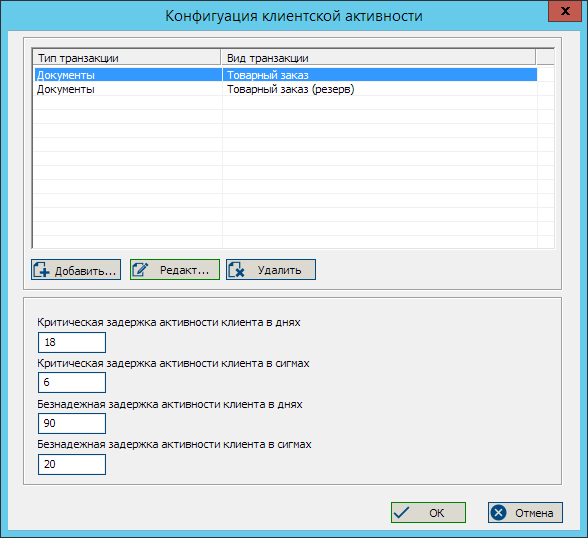 Конфигуация клиентской активности
x
Тип транзакции Вид транзакции
Документы Товарный заказ
Документы Товарный заказ (резерв)
Добавить... Редакт... Удалить
Критическая задержка активности клиента в днях
18
Критическая задержка активности клиента в сигмах
6
Безнадежная задержка активности клиента в днях
90
Безнадежная задержка активности клиента в сигмах
20
OK Отмена